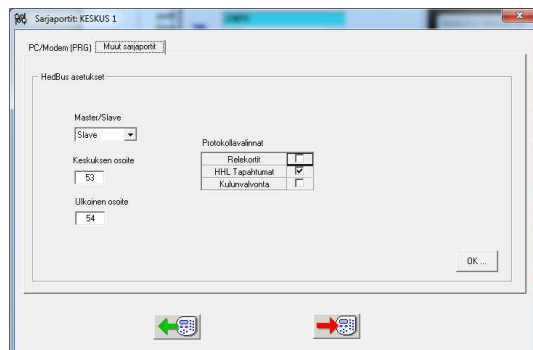 Sarjaportit: KESKUS 1
PC/Modem (PRG)
Muut sarjaportit
HedBus asetukset
Master/Slave
Slave
Keskuksen osoite
53
Ulkoinen osoite
54
Protokollavalinnat
Relekortit
HHL Tapahtumat
Kulunvalvonta
OK ...